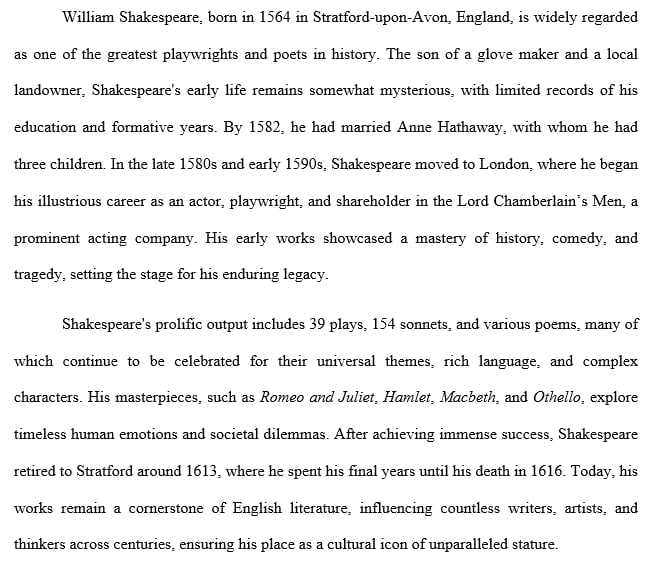 William Shakespeare, born in 1564 in Stratford-upon-Avon, England, is widely regarded
as one of the greatest playwrights and poets in history. The son of a glove maker and a local
landowner, Shakespeare's early life remains somewhat mysterious, with limited records of his
education and formative years. By 1582, he had married Anne Hathaway, with whom he had
three children. In the late 1580s and early 1590s, Shakespeare moved to London, where he began
his illustrious career as an actor, playwright, and shareholder in the Lord Chamberlain’s Men, a
prominent acting company. His early works showcased a mastery of history, comedy, and
tragedy, setting the stage for his enduring legacy.
Shakespeare's prolific output includes 39 plays, 154 sonnets, and various poems, many of
which continue to be celebrated for their universal themes, rich language, and complex
characters. His masterpieces, such as Romeo and Juliet, Hamlet, Macbeth, and Othello, explore
timeless human emotions and societal dilemmas. After achieving immense success, Shakespeare
retired to Stratford around 1613, where he spent his final years until his death in 1616. Today, his
works remain a cornerstone of English literature, influencing countless writers, artists, and
thinkers across centuries, ensuring his place as a cultural icon of unparalleled stature.